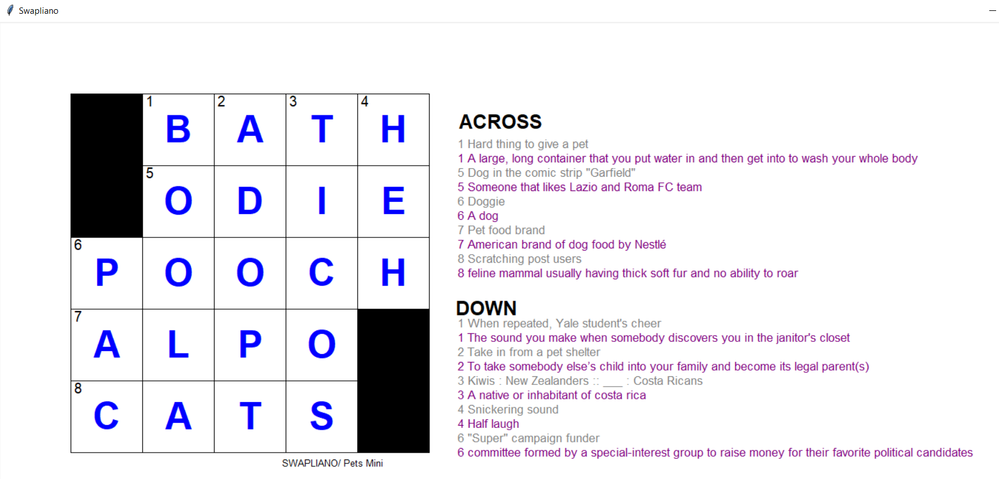 Swapliano
1 B 2 A 3 T 4 H
5 O D I E
6 P O O C H
7 A L P O
8 C A T S
SWAPLIANO/ Pets Mini
ACROSS
1 Hard thing to give a pet
1 A large, long container that you put water in and then get into to wash your whole body
5 Dog in the comic strip "Garfield"
5 Someone that likes Lazio and Roma FC team
6 Doggie
6 A dog
7 Pet food brand
7 American brand of dog food by Nestlé
8 Scratching post users
8 feline mammal usually having thick soft fur and no ability to roar
DOWN
1 When repeated, Yale student's cheer
1 The sound you make when somebody discovers you in the janitor's closet
2 Take in from a pet shelter
2 To take somebody else’s child into your family and become its legal parent(s)
3 Kiwis : New Zealanders :: ___ : Costa Ricans
3 A native or inhabitant of costa rica
4 Snickering sound
4 Half laugh
6 "Super" campaign funder
6 committee formed by a special-interest group to raise money for their favorite political candidates